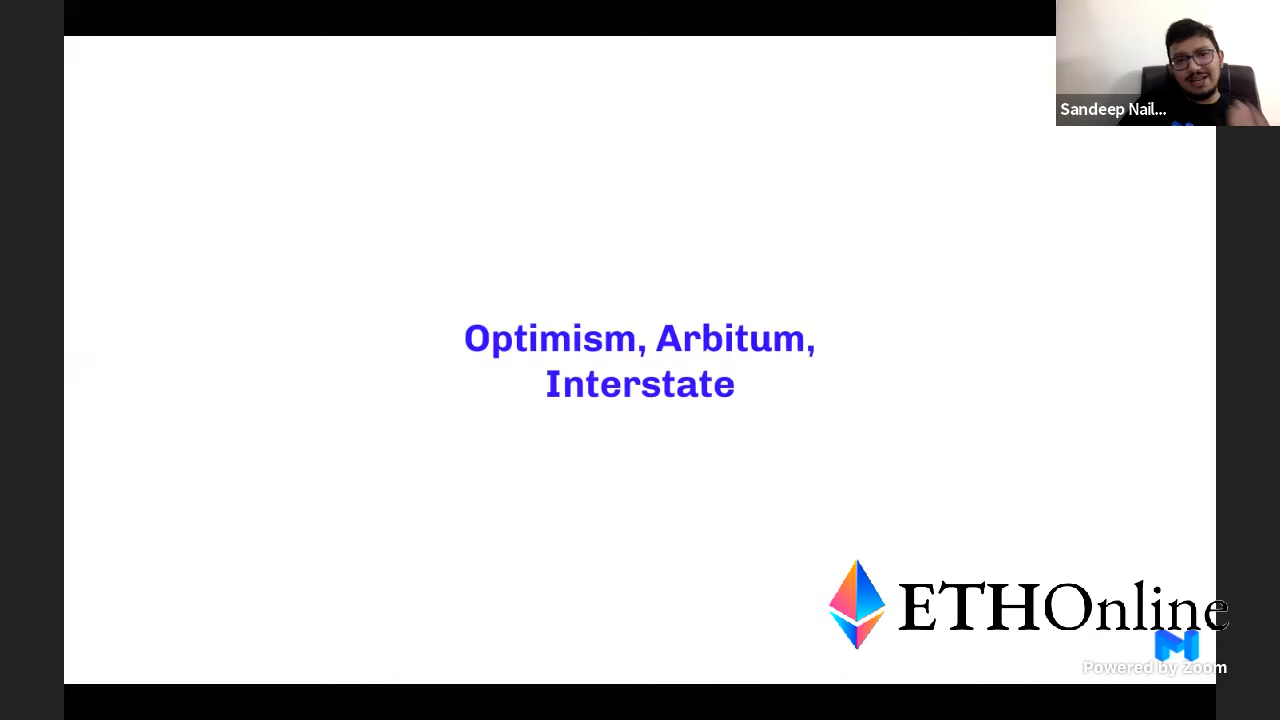 Sandeep Nail...
Optimism, Arbitum,
Interstate
ETHOnline
Powered by Zoom